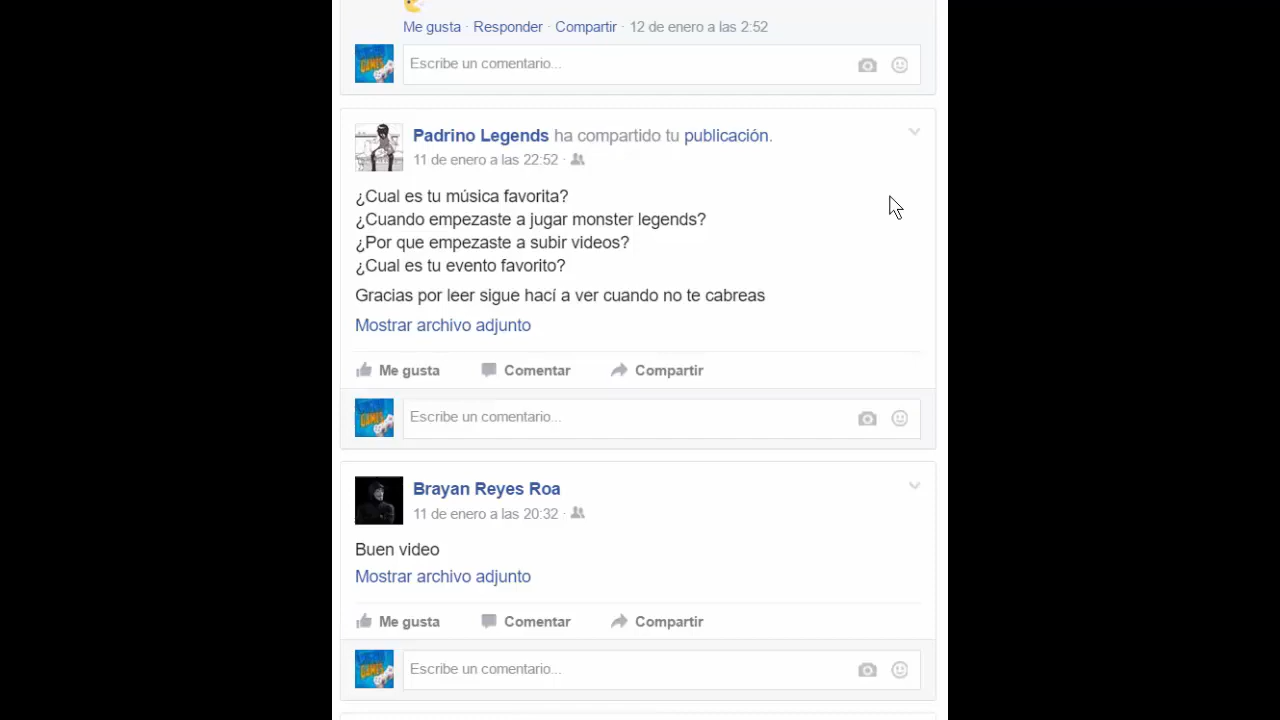 Me gusta · Responder · Compartir · 12 de enero a las 2:52
Escribe un comentario...
Padrino Legends ha compartido tu publicación.
11 de enero a las 22:52 ·
¿Cual es tu música favorita?
¿Cuando empezaste a jugar monster legends?
¿Por que empezaste a subir videos?
¿Cual es tu evento favorito?
Gracias por leer sigue hací a ver cuando no te cabreas
Mostrar archivo adjunto
Me gusta Comentar Compartir
Escribe un comentario...
Brayan Reyes Roa
11 de enero a las 20:32 ·
Buen video
Mostrar archivo adjunto
Me gusta Comentar Compartir
Escribe un comentario...